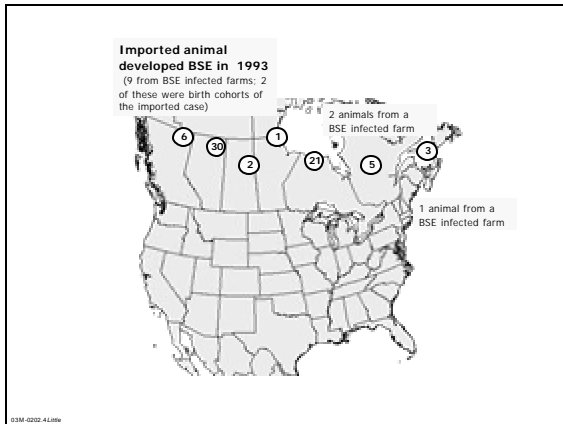 Imported animal
developed BSE in 1993
(9 from BSE infected farms; 2
of these were birth cohorts of
the imported case)
2 animals from a
BSE infected farm
6
30
2
1
21
5
3
1 animal from a
BSE infected farm
03M-0202.4Little